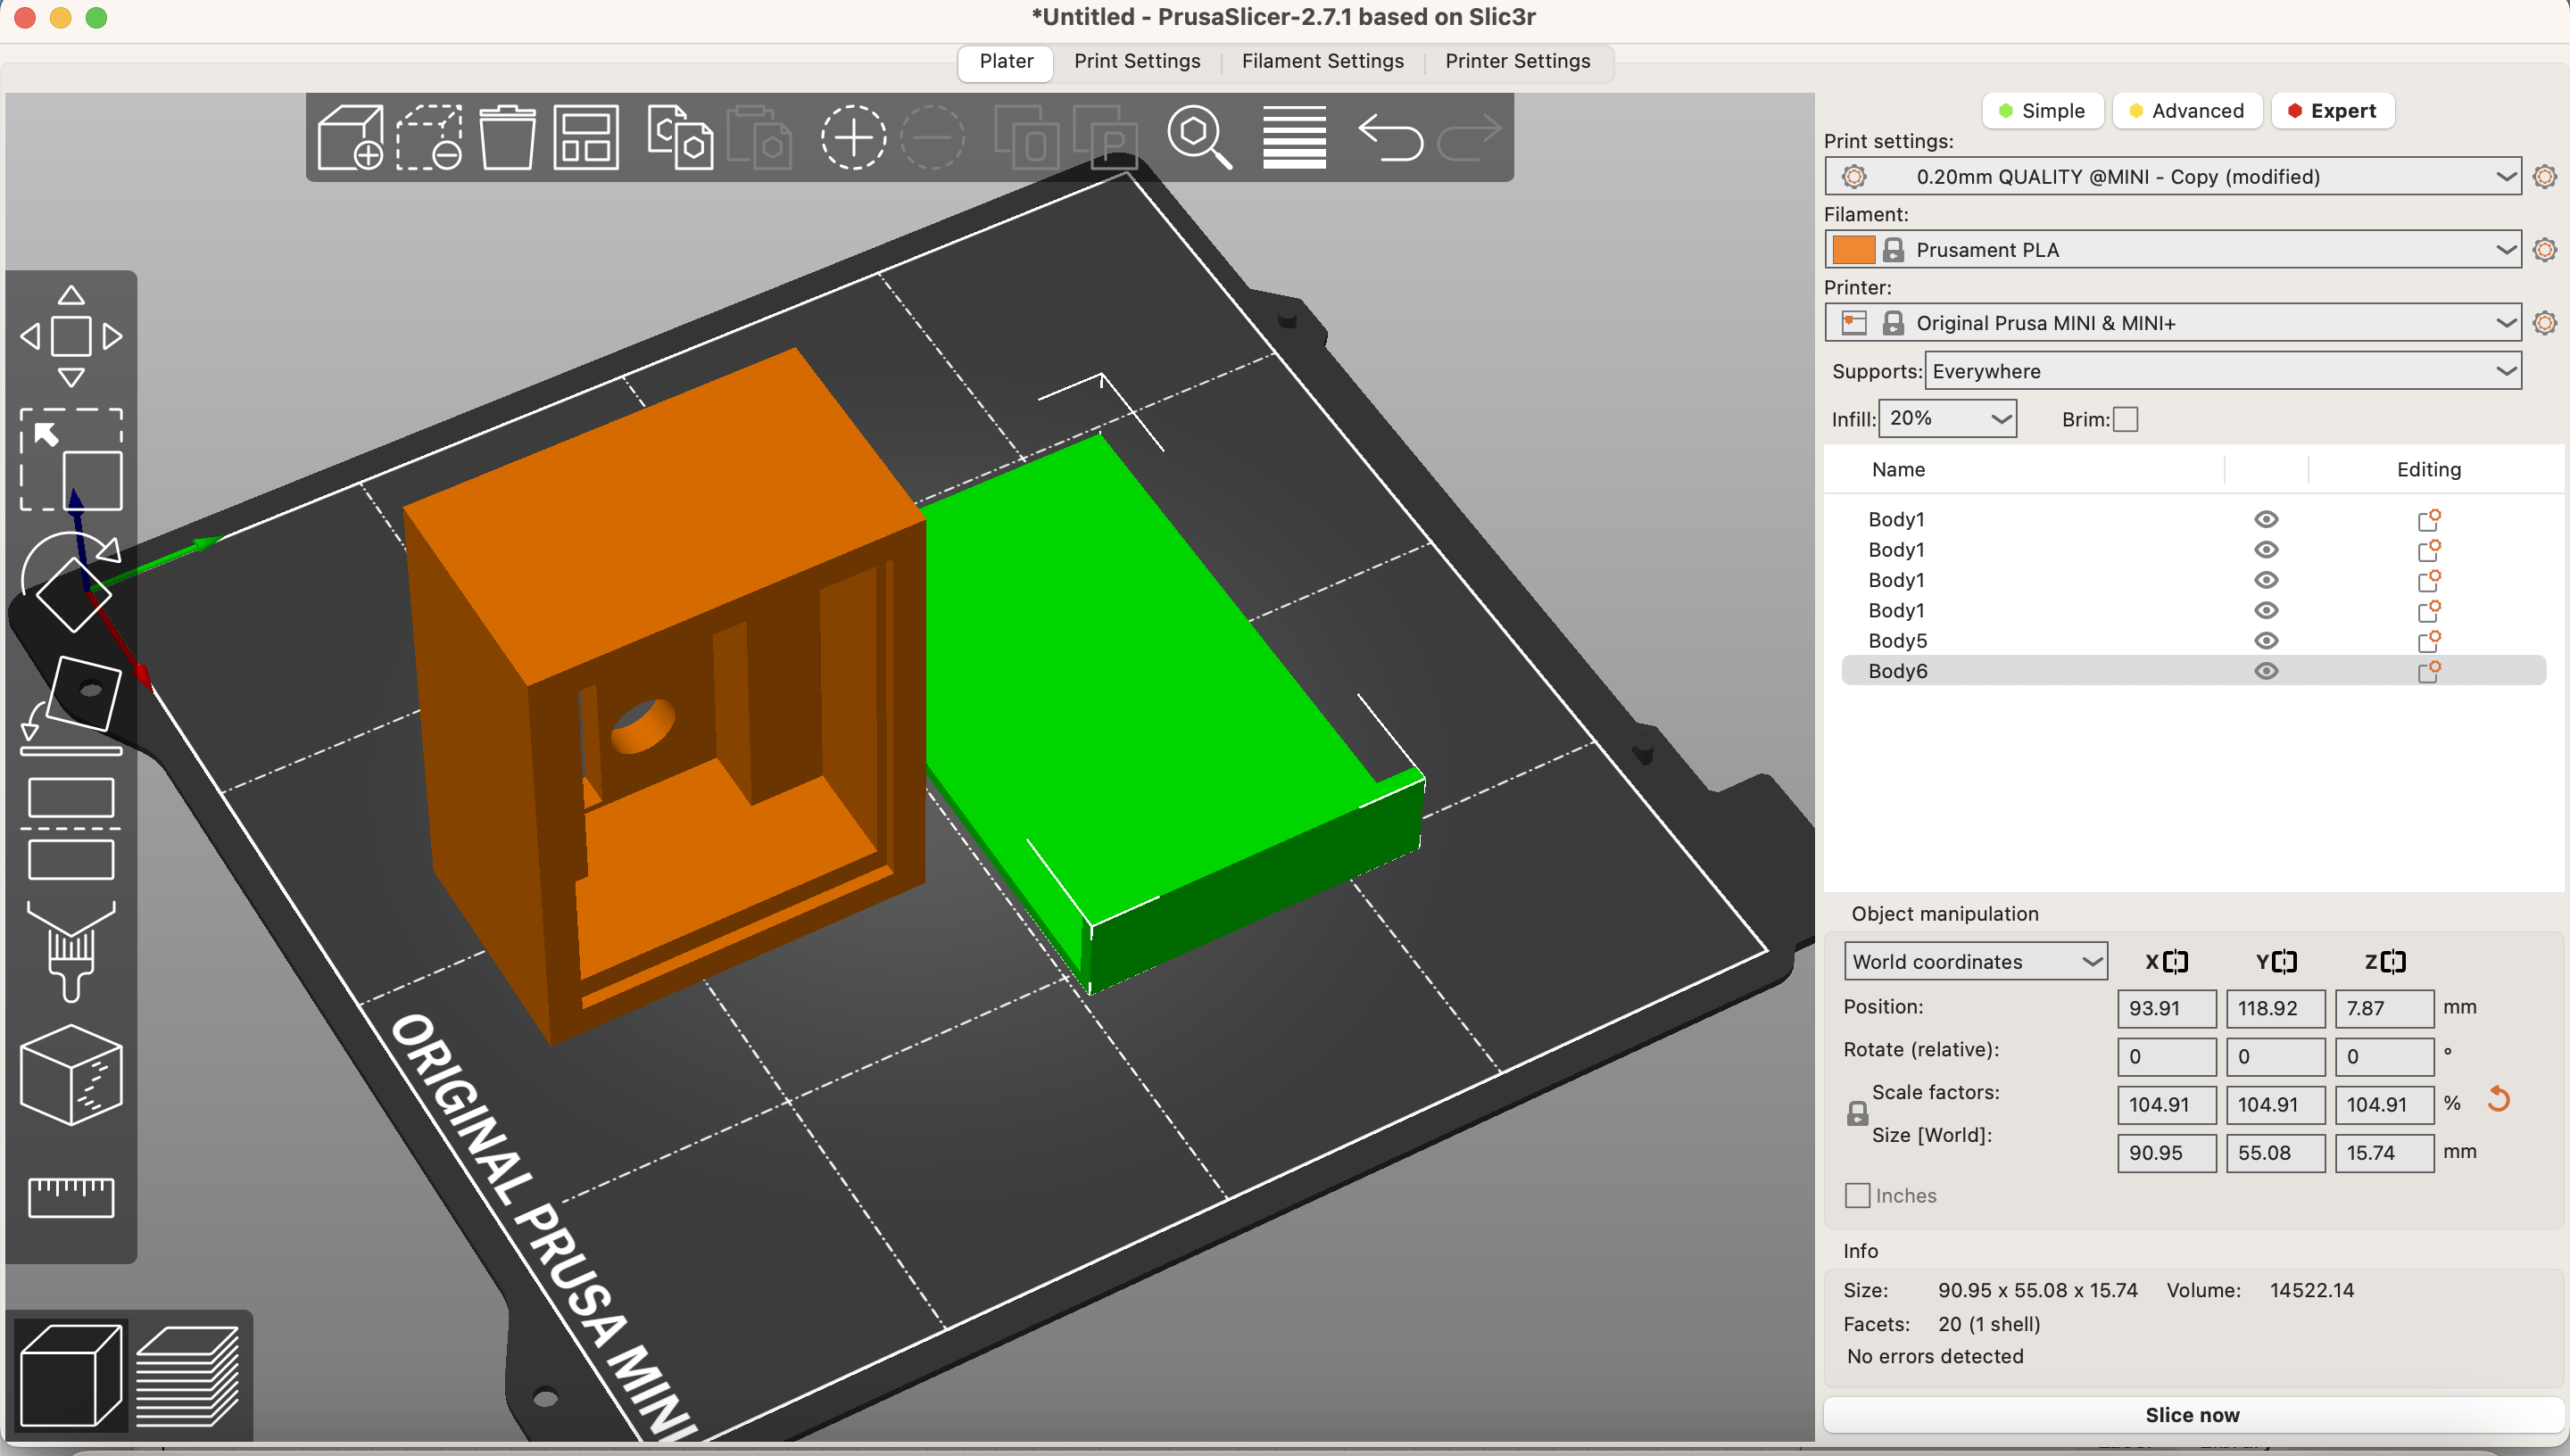 *Untitled - PrusaSlicer-2.7.1 based on Slic3r
Plater Print Settings Filament Settings Printer Settings
Simple Advanced Expert
Print settings:
0.20mm QUALITY @MINI - Copy (modified)
Filament:
Prusament PLA
Printer:
Original Prusa MINI & MINI+
Supports: Everywhere
Infill: 20% Brim:
Name Editing
Body1
Body1
Body1
Body1
Body5
Body6
Object manipulation
World coordinates X Y Z
Position: 93.91 118.92 7.87 mm
Rotate (relative): 0 0 0 °
Scale factors: 104.91 104.91 104.91 %
Size [World]: 90.95 55.08 15.74 mm
Inches
Info
Size: 90.95 x 55.08 x 15.74 Volume: 14522.14
Facets: 20 (1 shell)
No errors detected
Slice now
ORIGINAL PRUSA MINI